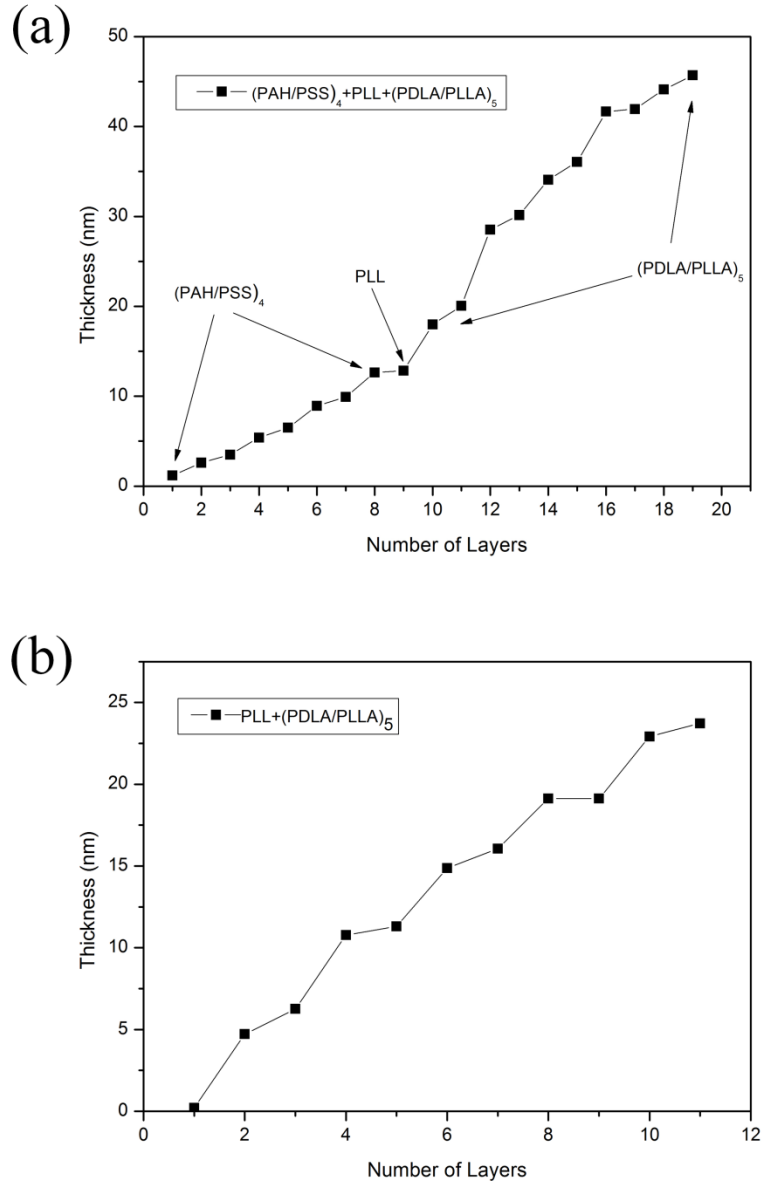 (a)
50
(PAH/PSS)4+PLL+(PDLA/PLLA)5
40
30
Thickness (nm)
(PDLA/PLLA)5
PLL
(PAH/PSS)4
20
10
0
0 2 4 6 8 10 12 14 16 18 20
Number of Layers
(b)
25
PLL+(PDLA/PLLA)5
20
15
Thickness (nm)
10
5
0
0 2 4 6 8 10 12
Number of Layers